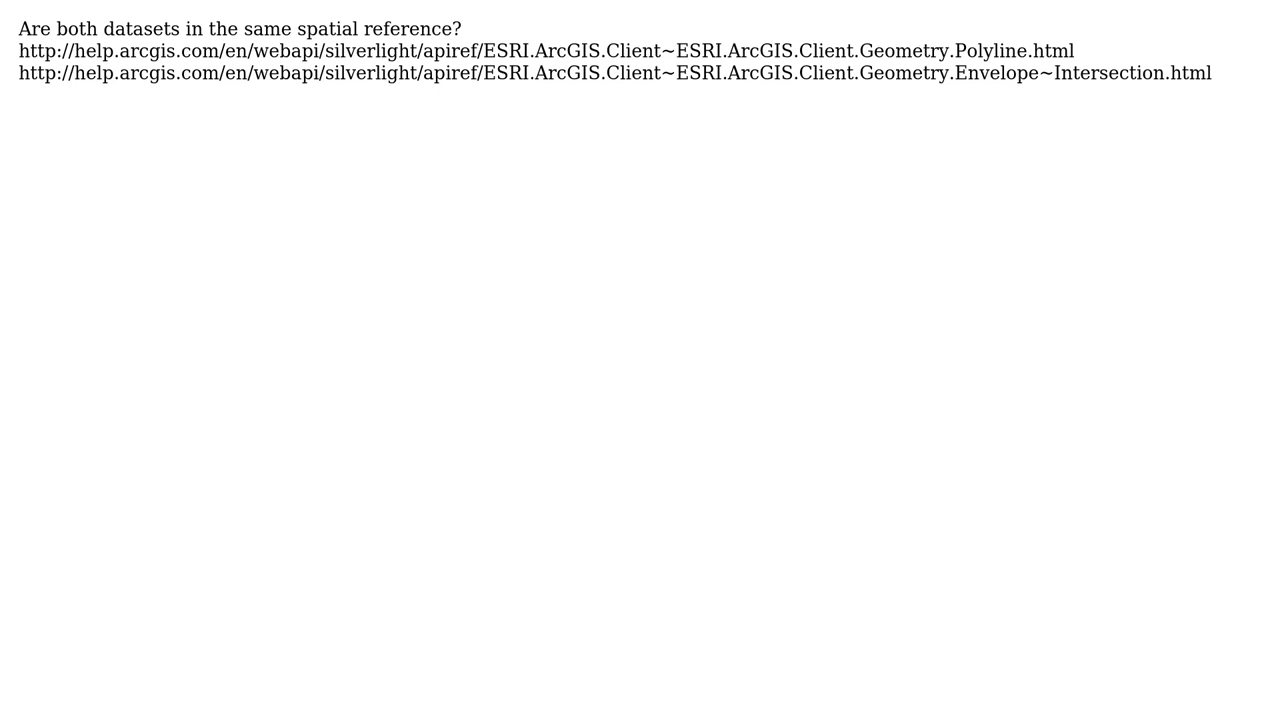 Are both datasets in the same spatial reference?
http://help.arcgis.com/en/webapi/silverlight/apiref/ESRI.ArcGIS.Client~ESRI.ArcGIS.Client.Geometry.Polyline.html
http://help.arcgis.com/en/webapi/silverlight/apiref/ESRI.ArcGIS.Client~ESRI.ArcGIS.Client.Geometry.Envelope~Intersection.html